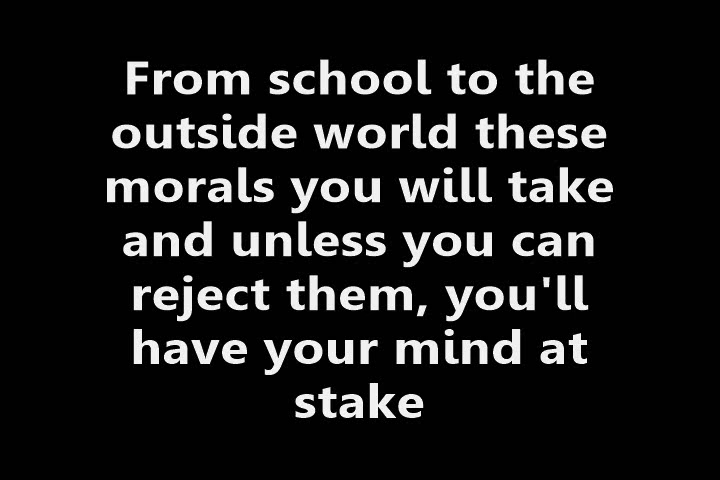 From school to the
outside world these
morals you will take
and unless you can
reject them, you'll
have your mind at
stake